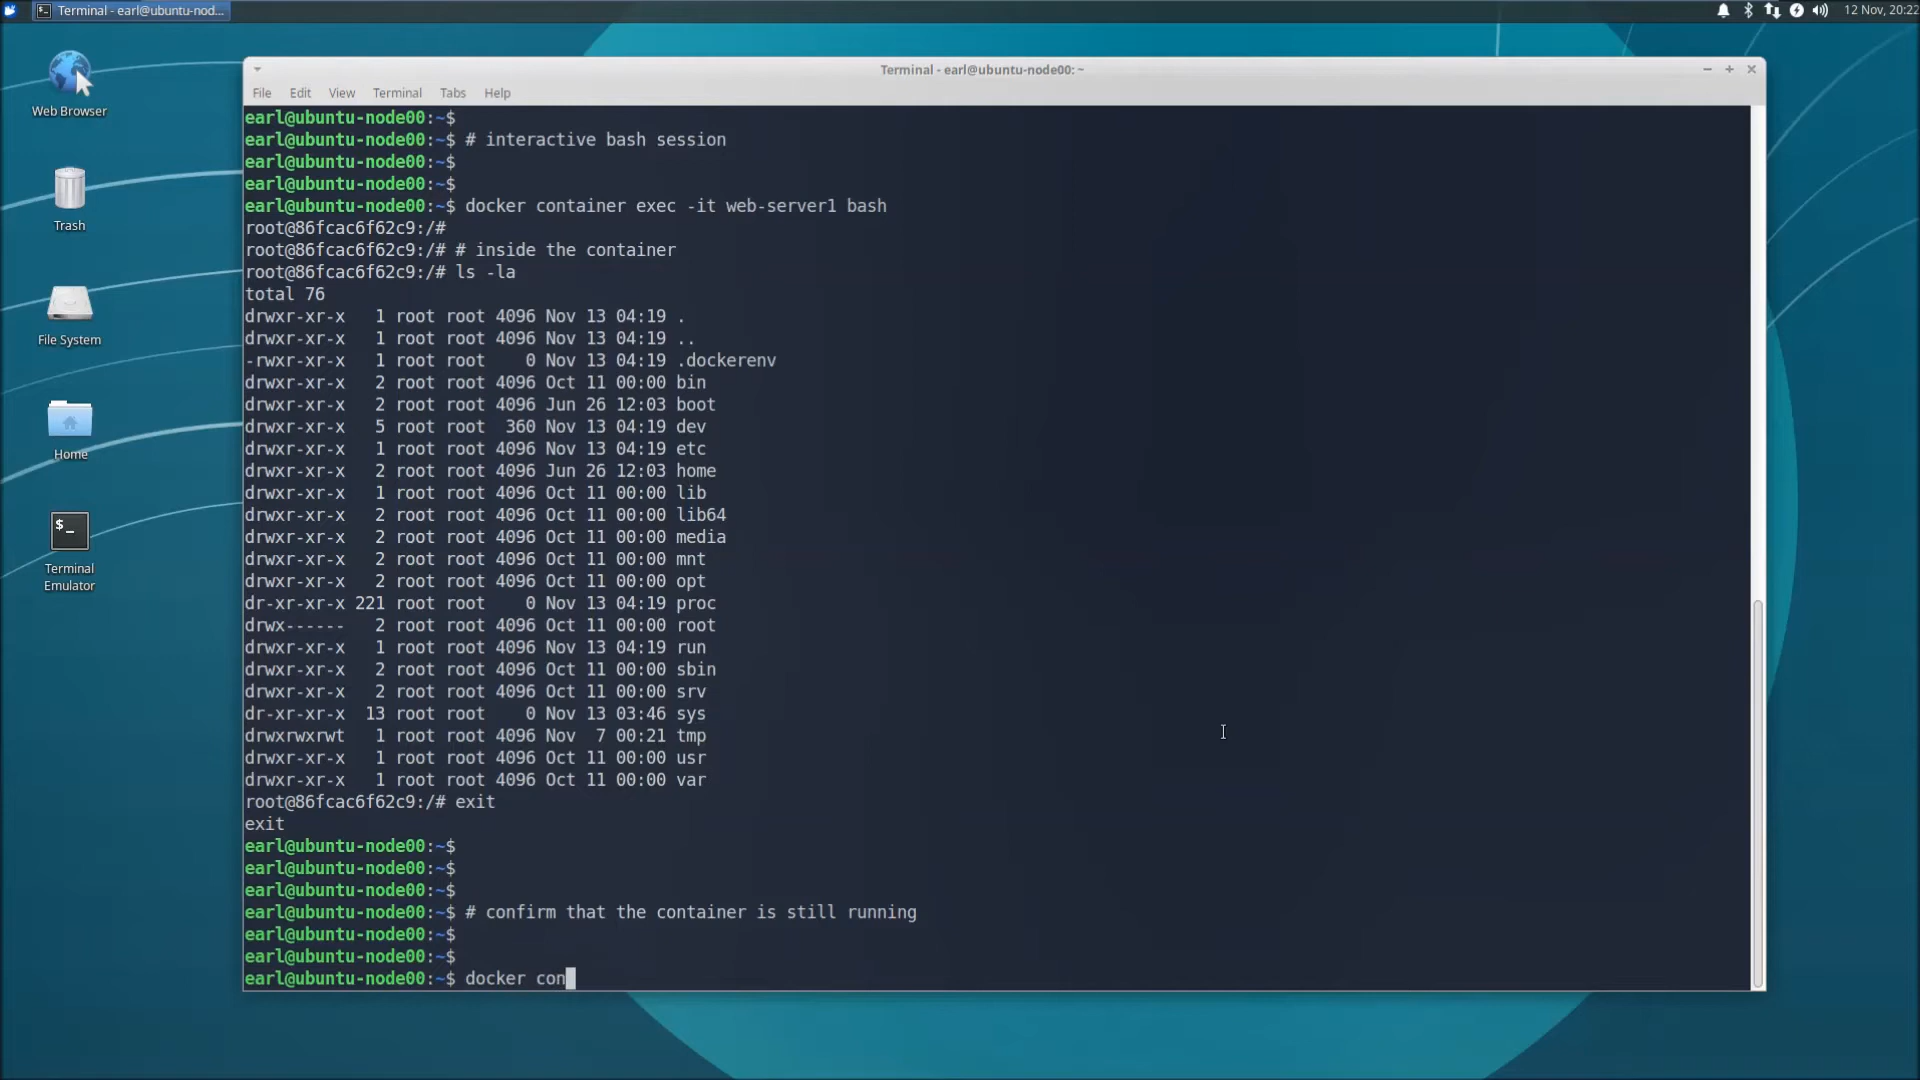 Terminal - earl@ubuntu-nod...
12 Nov, 20:22
Web Browser
Trash
File System
Home
$_
Terminal
Emulator
Terminal - earl@ubuntu-node00: ~
File Edit View Terminal Tabs Help
earl@ubuntu-node00:~$
earl@ubuntu-node00:~$ # interactive bash session
earl@ubuntu-node00:~$
earl@ubuntu-node00:~$
earl@ubuntu-node00:~$ docker container exec -it web-server1 bash
root@86fcac6f62c9:/#
root@86fcac6f62c9:/# # inside the container
root@86fcac6f62c9:/# ls -la
total 76
drwxr-xr-x   1 root root 4096 Nov 13 04:19 .
drwxr-xr-x   1 root root 4096 Nov 13 04:19 ..
-rwxr-xr-x   1 root root    0 Nov 13 04:19 .dockerenv
drwxr-xr-x   2 root root 4096 Oct 11 00:00 bin
drwxr-xr-x   2 root root 4096 Jun 26 12:03 boot
drwxr-xr-x   5 root root  360 Nov 13 04:19 dev
drwxr-xr-x   1 root root 4096 Nov 13 04:19 etc
drwxr-xr-x   2 root root 4096 Jun 26 12:03 home
drwxr-xr-x   1 root root 4096 Oct 11 00:00 lib
drwxr-xr-x   2 root root 4096 Oct 11 00:00 lib64
drwxr-xr-x   2 root root 4096 Oct 11 00:00 media
drwxr-xr-x   2 root root 4096 Oct 11 00:00 mnt
drwxr-xr-x   2 root root 4096 Oct 11 00:00 opt
dr-xr-xr-x 221 root root    0 Nov 13 04:19 proc
drwx------   2 root root 4096 Oct 11 00:00 root
drwxr-xr-x   1 root root 4096 Nov 13 04:19 run
drwxr-xr-x   2 root root 4096 Oct 11 00:00 sbin
drwxr-xr-x   2 root root 4096 Oct 11 00:00 srv
dr-xr-xr-x  13 root root    0 Nov 13 03:46 sys
drwxrwxrwt   1 root root 4096 Nov  7 00:21 tmp
drwxr-xr-x   1 root root 4096 Oct 11 00:00 usr
drwxr-xr-x   1 root root 4096 Oct 11 00:00 var
root@86fcac6f62c9:/# exit
exit
earl@ubuntu-node00:~$
earl@ubuntu-node00:~$
earl@ubuntu-node00:~$
earl@ubuntu-node00:~$ # confirm that the container is still running
earl@ubuntu-node00:~$
earl@ubuntu-node00:~$
earl@ubuntu-node00:~$ docker con